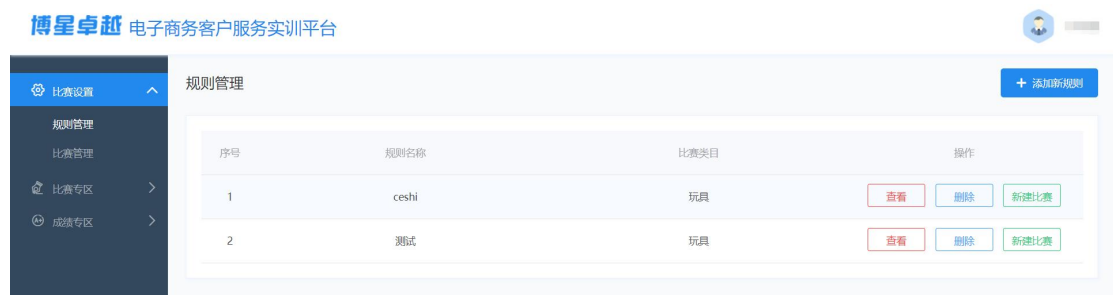 博星卓越 电子商务客户服务实训平台
比赛设置
规则管理
比赛管理
比赛专区
成绩专区
规则管理
+ 添加新规则
序号 规则名称 比赛类目 操作
1 ceshi 玩具 查看 删除 新建比赛
2 测试 玩具 查看 删除 新建比赛